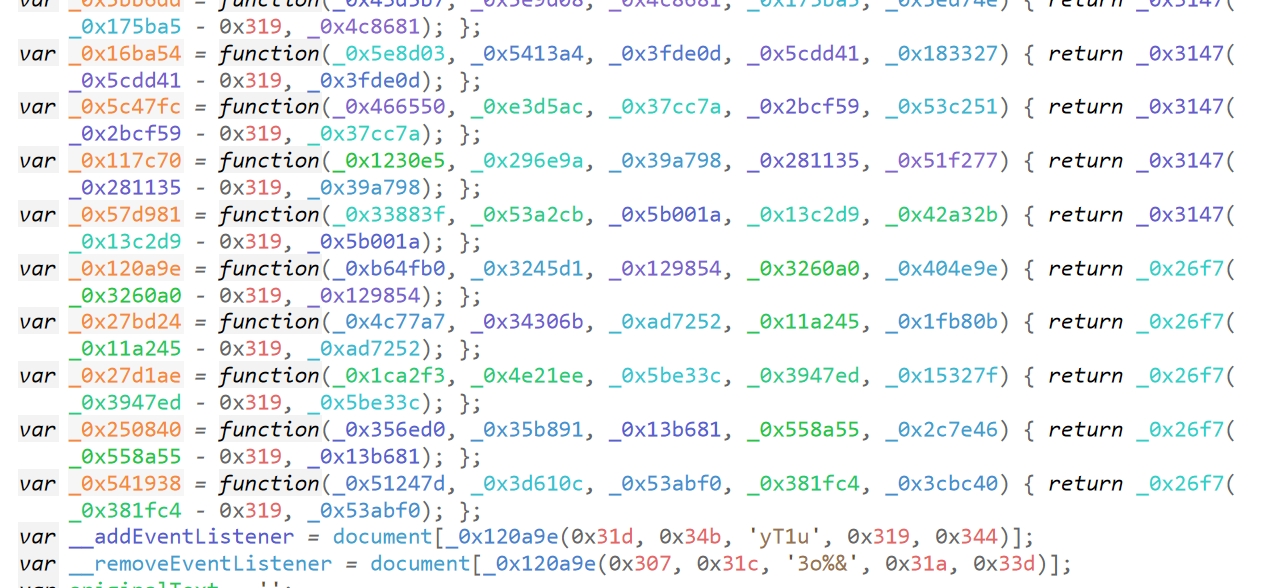 var _0x5bb6dd = function(_0x45d5b7, _0x5e9d08, _0x4c8681, _0x175ba5, _0x5ed74e) { return _0x3147(
_0x175ba5 - 0x319, _0x4c8681); };
var _0x16ba54 = function(_0x5e8d03, _0x5413a4, _0x3fde0d, _0x5cdd41, _0x183327) { return _0x3147(
_0x5cdd41 - 0x319, _0x3fde0d); };
var _0x5c47fc = function(_0x466550, _0xe3d5ac, _0x37cc7a, _0x2bcf59, _0x53c251) { return _0x3147(
_0x2bcf59 - 0x319, _0x37cc7a); };
var _0x117c70 = function(_0x1230e5, _0x296e9a, _0x39a798, _0x281135, _0x51f277) { return _0x3147(
_0x281135 - 0x319, _0x39a798); };
var _0x57d981 = function(_0x33883f, _0x53a2cb, _0x5b001a, _0x13c2d9, _0x42a32b) { return _0x3147(
_0x13c2d9 - 0x319, _0x5b001a); };
var _0x120a9e = function(_0xb64fb0, _0x3245d1, _0x129854, _0x3260a0, _0x404e9e) { return _0x26f7(
_0x3260a0 - 0x319, _0x129854); };
var _0x27bd24 = function(_0x4c77a7, _0x34306b, _0xad7252, _0x11a245, _0x1fb80b) { return _0x26f7(
_0x11a245 - 0x319, _0xad7252); };
var _0x27d1ae = function(_0x1ca2f3, _0x4e21ee, _0x5be33c, _0x3947ed, _0x15327f) { return _0x26f7(
_0x3947ed - 0x319, _0x5be33c); };
var _0x250840 = function(_0x356ed0, _0x35b891, _0x13b681, _0x558a55, _0x2c7e46) { return _0x26f7(
_0x558a55 - 0x319, _0x13b681); };
var _0x541938 = function(_0x51247d, _0x3d610c, _0x53abf0, _0x381fc4, _0x3cbc40) { return _0x26f7(
_0x381fc4 - 0x319, _0x53abf0); };
var __addEventListener = document[_0x120a9e(0x31d, 0x34b, 'yT1u', 0x319, 0x344)];
var __removeEventListener = document[_0x120a9e(0x307, 0x31c, '3o%&', 0x31a, 0x33d)];
var originalText = '';